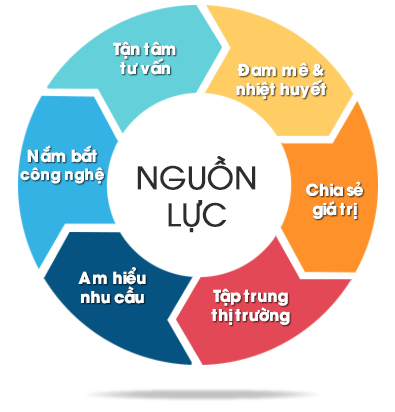 Tận tâm
tư vấn
Đam mê &
nhiệt huyết
Chia sẻ
giá trị
Tập trung
thị trường
Am hiểu
nhu cầu
Nắm bắt
công nghệ
NGUỒN
LỰC